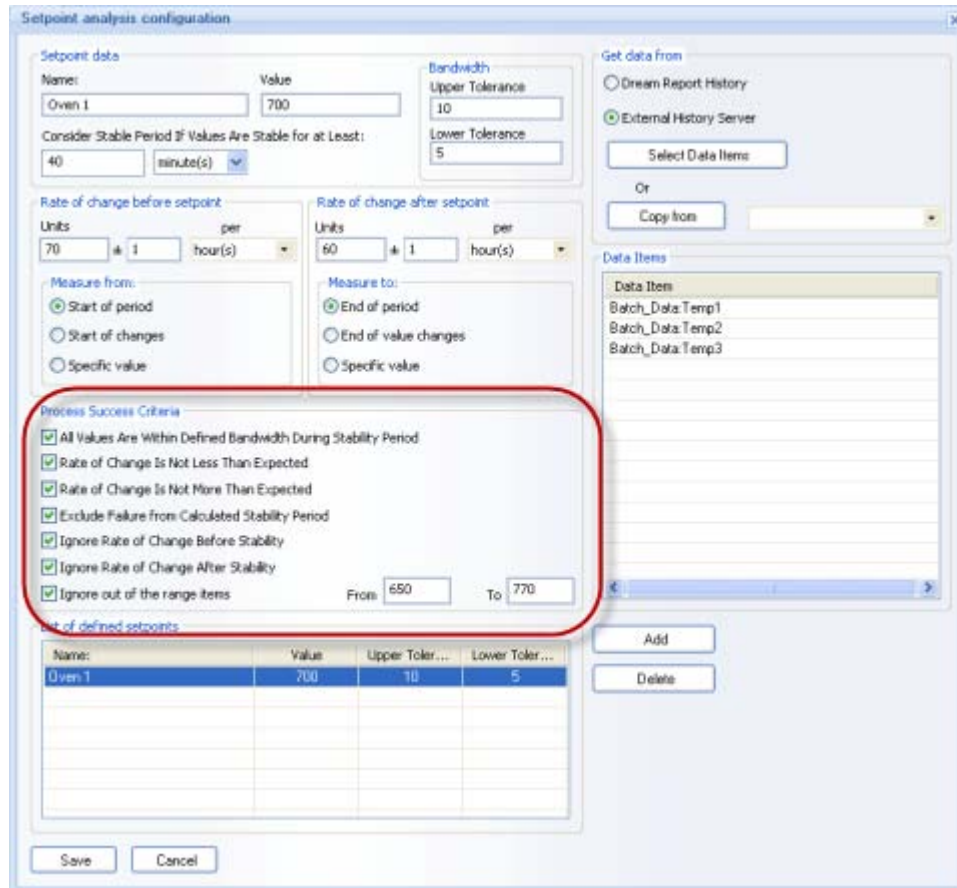 Setpoint analysis configuration
Setpoint data
Name:
Value
Oven 1
700
Consider Stable Period If Values Are Stable for at Least:
40
minute(s)
Bandwidth
Upper Tolerance
10
Lower Tolerance
5
Get data from
Dream Report History
External History Server
Select Data Items
Or
Copy from
Rate of change before setpoint
Units
per
70 ± 1 hour(s)
Measure from:
Start of period
Start of changes
Specific value
Rate of change after setpoint
Units
per
60 ± 1 hour(s)
Measure to:
End of period
End of value changes
Specific value
Data Items
Data Item
Batch_Data:Temp1
Batch_Data:Temp2
Batch_Data:Temp3
Process Success Criteria
All Values Are Within Defined Bandwidth During Stability Period
Rate of Change Is Not Less Than Expected
Rate of Change Is Not More Than Expected
Exclude Failure from Calculated Stability Period
Ignore Rate of Change Before Stability
Ignore Rate of Change After Stability
Ignore out of the range items From 650 To 770
List of defined setpoints
Name: Value Upper Toler... Lower Toler...
Oven 1 700 10 5
Add
Delete
Save
Cancel